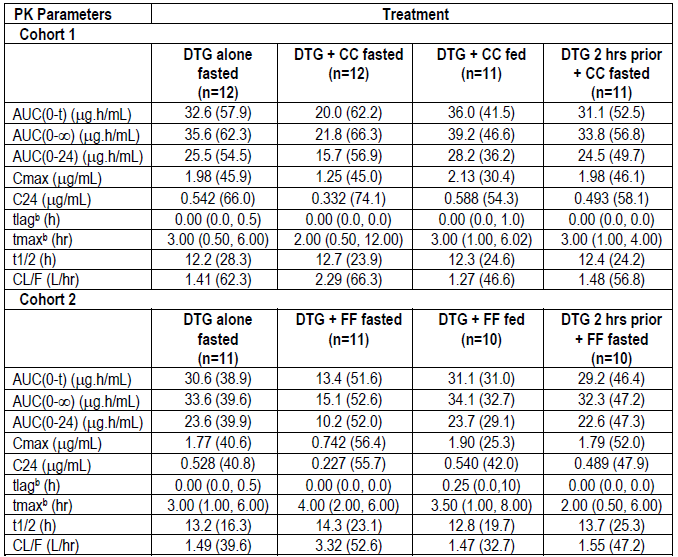 PK Parameters Treatment
Cohort 1
DTG alone fasted (n=12) DTG + CC fasted (n=12) DTG + CC fed (n=11) DTG 2 hrs prior + CC fasted (n=11)
AUC(0-t) (µg.h/mL) 32.6 (57.9) 20.0 (62.2) 36.0 (41.5) 31.1 (52.5)
AUC(0-∞) (µg.h/mL) 35.6 (62.3) 21.8 (66.3) 39.2 (46.6) 33.8 (56.8)
AUC(0-24) (µg.h/mL) 25.5 (54.5) 15.7 (56.9) 28.2 (36.2) 24.5 (49.7)
Cmax (µg/mL) 1.98 (45.9) 1.25 (45.0) 2.13 (30.4) 1.98 (46.1)
C24 (µg/mL) 0.542 (66.0) 0.332 (74.1) 0.588 (54.3) 0.493 (58.1)
tlagᵇ (h) 0.00 (0.0, 0.5) 0.00 (0.0, 0.0) 0.00 (0.0, 1.0) 0.00 (0.0, 0.0)
tmaxᵇ (hr) 3.00 (0.50, 6.00) 2.00 (0.50, 12.00) 3.00 (1.00, 6.02) 3.00 (1.00, 4.00)
t1/2 (h) 12.2 (28.3) 12.7 (23.9) 12.3 (24.6) 12.4 (24.2)
CL/F (L/hr) 1.41 (62.3) 2.29 (66.3) 1.27 (46.6) 1.48 (56.8)
Cohort 2
DTG alone fasted (n=11) DTG + FF fasted (n=11) DTG + FF fed (n=10) DTG 2 hrs prior + FF fasted (n=10)
AUC(0-t) (µg.h/mL) 30.6 (38.9) 13.4 (51.6) 31.1 (31.0) 29.2 (46.4)
AUC(0-∞) (µg.h/mL) 33.6 (39.6) 15.1 (52.6) 34.1 (32.7) 32.3 (47.2)
AUC(0-24) (µg.h/mL) 23.6 (39.9) 10.2 (52.0) 23.7 (29.1) 22.6 (47.3)
Cmax (µg/mL) 1.77 (40.6) 0.742 (56.4) 1.90 (25.3) 1.79 (52.0)
C24 (µg/mL) 0.528 (40.8) 0.227 (55.7) 0.540 (42.0) 0.489 (47.9)
tlagᵇ (h) 0.00 (0.0, 0.5) 0.00 (0.0, 0.0) 0.25 (0.0,10) 0.00 (0.0, 0.0)
tmaxᵇ (hr) 3.00 (1.00, 6.00) 4.00 (2.00, 6.00) 3.50 (1.00, 8.00) 2.00 (0.50, 6.00)
t1/2 (h) 13.2 (16.3) 14.3 (23.1) 12.8 (19.7) 13.7 (25.3)
CL/F (L/hr) 1.49 (39.6) 3.32 (52.6) 1.47 (32.7) 1.55 (47.2)